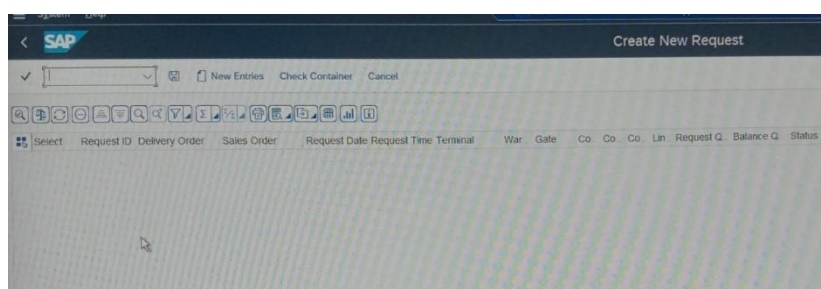 System Help
SAP
Create New Request
New Entries Check Container Cancel
Select Request ID Delivery Order Sales Order Request Date Request Time Terminal War... Gate Co... Co... Co... Lin... Request Q... Balance Q... Status